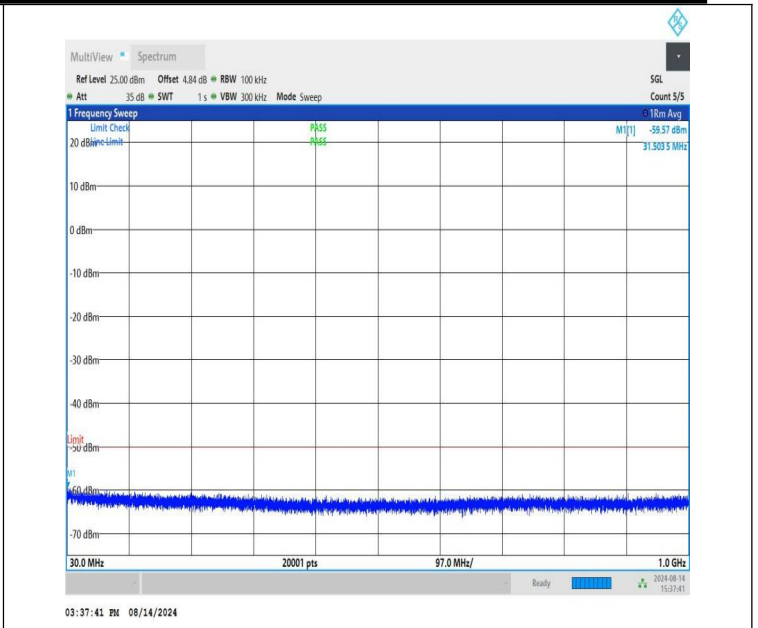 MultiView Spectrum
Ref Level 25.00 dBm Offset 4.84 dB RBW 100 kHz SGL
Att 35 dB SWT 1 s VBW 300 kHz Mode Sweep Count 5/5
1 Frequency Sweep 1Rm Avg
Limit Check PASS M1[1] -59.57 dBm
20 dBm Line Limit PASS 31.503 5 MHz
10 dBm
0 dBm
-10 dBm
-20 dBm
-30 dBm
-40 dBm
Limit
-50 dBm
M1
-60 dBm
-70 dBm
30.0 MHz 20001 pts 97.0 MHz/ 1.0 GHz
Ready 2024-08-14
15:37:41
03:37:41 PM 08/14/2024